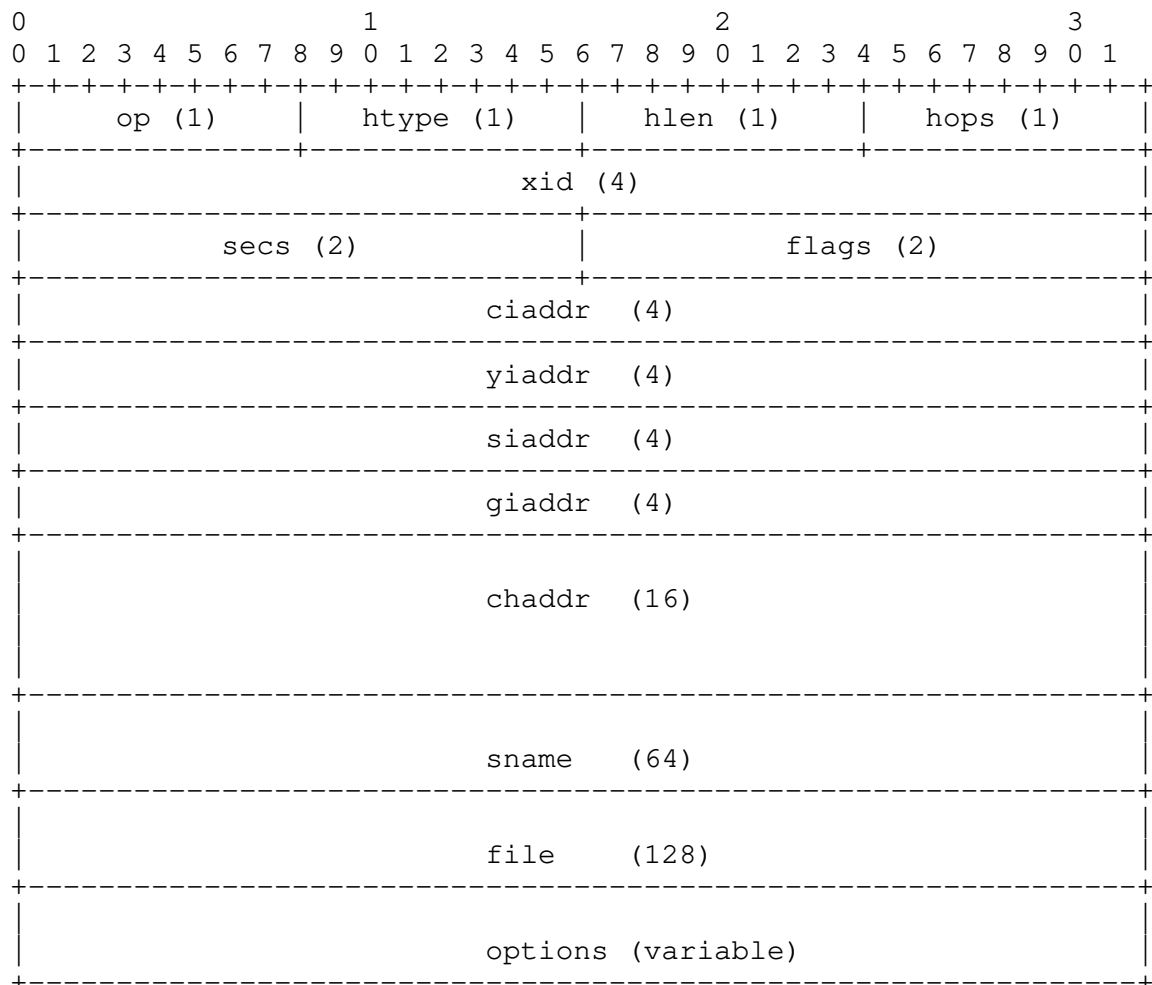 0                   1                   2                   3
0 1 2 3 4 5 6 7 8 9 0 1 2 3 4 5 6 7 8 9 0 1 2 3 4 5 6 7 8 9 0 1
+-+-+-+-+-+-+-+-+-+-+-+-+-+-+-+-+-+-+-+-+-+-+-+-+-+-+-+-+-+-+-+-+
|     op (1)    |   htype (1)   |   hlen (1)    |   hops (1)    |
+---------------+---------------+---------------+---------------+
|                            xid (4)                            |
+-------------------------------+-------------------------------+
|           secs (2)            |           flags (2)           |
+-------------------------------+-------------------------------+
|                          ciaddr  (4)                          |
+---------------------------------------------------------------+
|                          yiaddr  (4)                          |
+---------------------------------------------------------------+
|                          siaddr  (4)                          |
+---------------------------------------------------------------+
|                          giaddr  (4)                          |
+---------------------------------------------------------------+
|                                                               |
|                          chaddr  (16)                         |
|                                                               |
|                                                               |
+---------------------------------------------------------------+
|                                                               |
|                          sname   (64)                         |
+---------------------------------------------------------------+
|                                                               |
|                          file    (128)                        |
+---------------------------------------------------------------+
|                                                               |
|                          options (variable)                   |
+---------------------------------------------------------------+